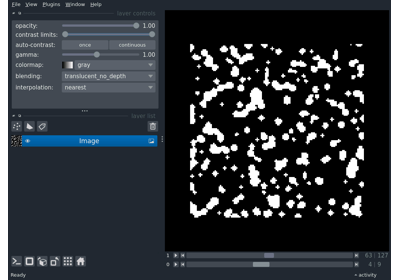 File View Plugins Window Help
layer controls
opacity: 1.00
contrast limits:
auto-contrast: once continuous
gamma: 1.00
colormap: gray
blending: translucent_no_depth
interpolation: nearest
layer list
Image
1 63 127
0 4 9
Ready activity